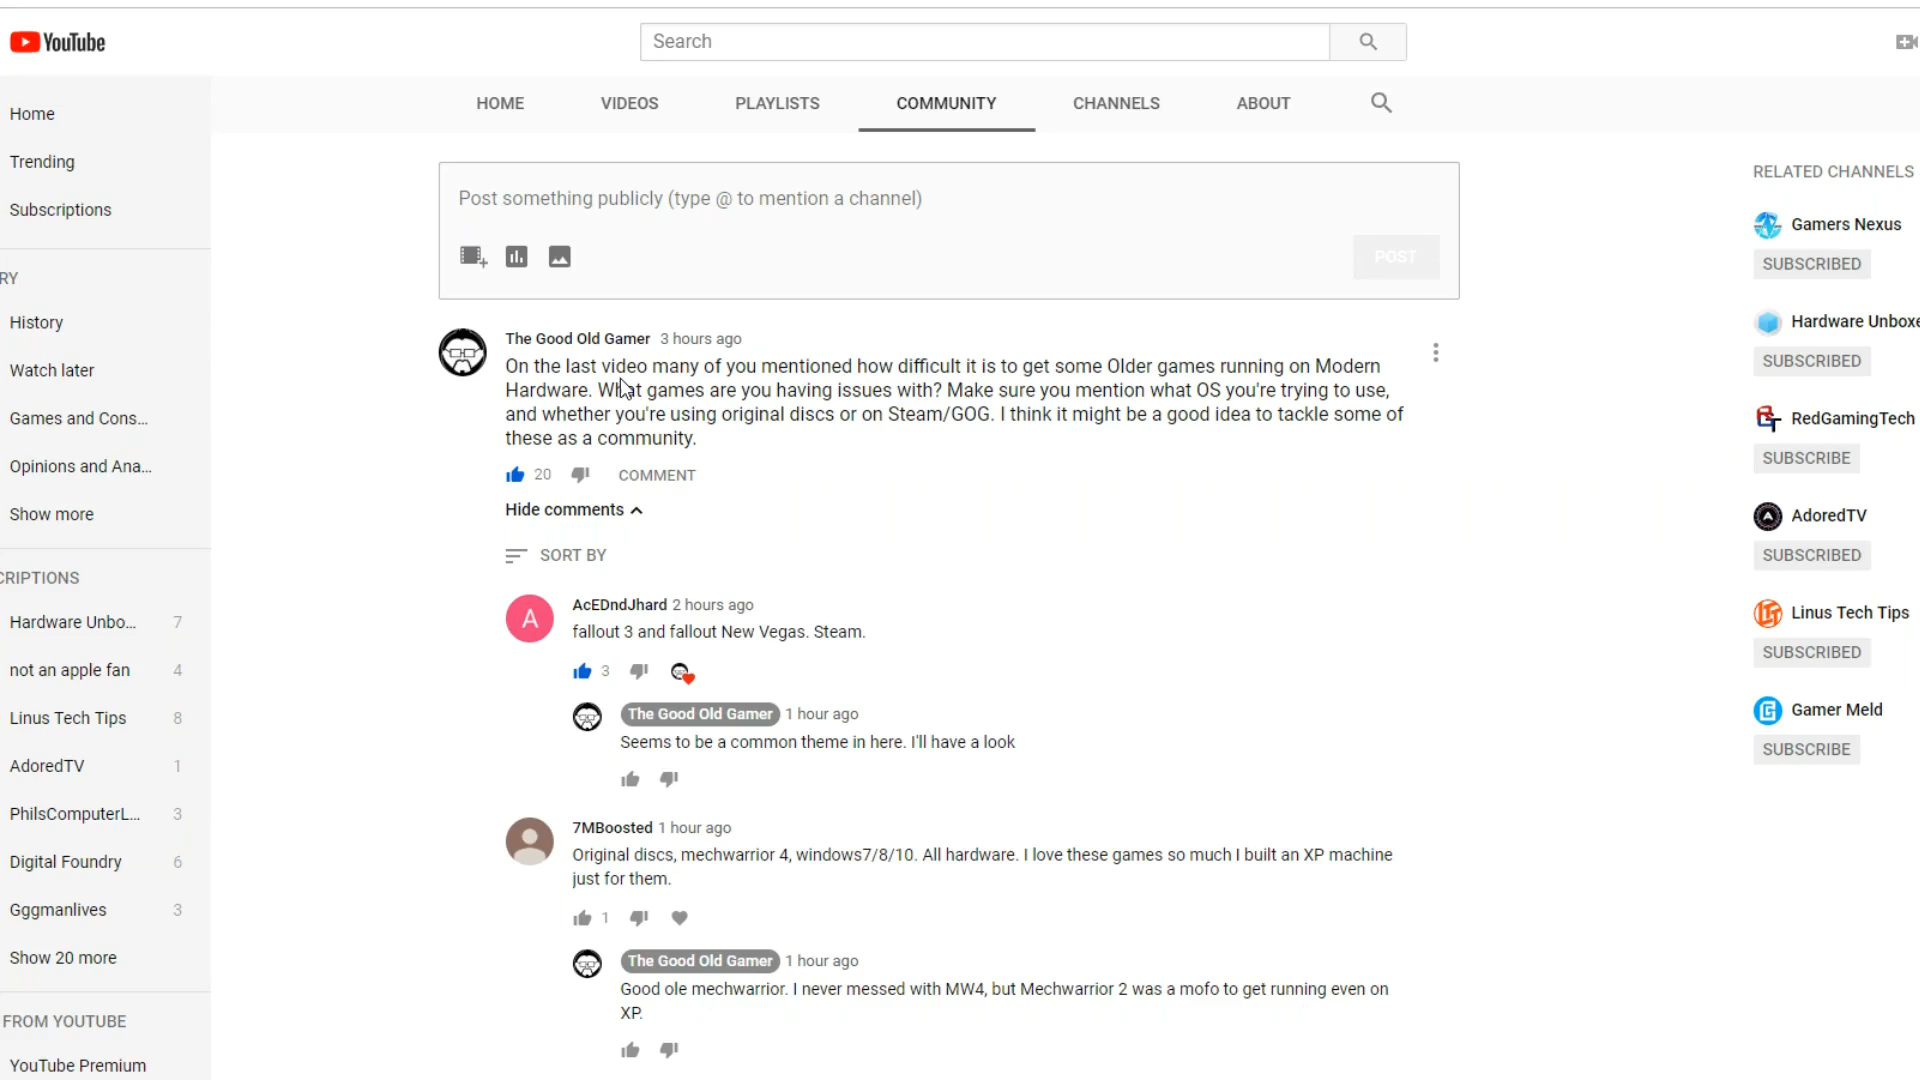 YouTube
Search
HOME
VIDEOS
PLAYLISTS
COMMUNITY
CHANNELS
ABOUT
Home
Trending
Subscriptions
RY
History
Watch later
Games and Cons...
Opinions and Ana...
Show more
CRIPTIONS
Hardware Unbo... 7
not an apple fan 4
Linus Tech Tips 8
AdoredTV 1
PhilsComputerL... 3
Digital Foundry 6
Gggmanlives 3
Show 20 more
FROM YOUTUBE
YouTube Premium
Post something publicly (type @ to mention a channel)
POST
The Good Old Gamer 3 hours ago
On the last video many of you mentioned how difficult it is to get some Older games running on Modern
Hardware. What games are you having issues with? Make sure you mention what OS you're trying to use,
and whether you're using original discs or on Steam/GOG. I think it might be a good idea to tackle some of
these as a community.
20
COMMENT
Hide comments
SORT BY
A
AcEDndJhard 2 hours ago
fallout 3 and fallout New Vegas. Steam.
3
The Good Old Gamer 1 hour ago
Seems to be a common theme in here. I'll have a look
7MBoosted 1 hour ago
Original discs, mechwarrior 4, windows7/8/10. All hardware. I love these games so much I built an XP machine
just for them.
1
The Good Old Gamer 1 hour ago
Good ole mechwarrior. I never messed with MW4, but Mechwarrior 2 was a mofo to get running even on
XP.
RELATED CHANNELS
Gamers Nexus
SUBSCRIBED
Hardware Unboxe
SUBSCRIBED
RedGamingTech
SUBSCRIBE
AdoredTV
SUBSCRIBED
Linus Tech Tips
SUBSCRIBED
Gamer Meld
SUBSCRIBE